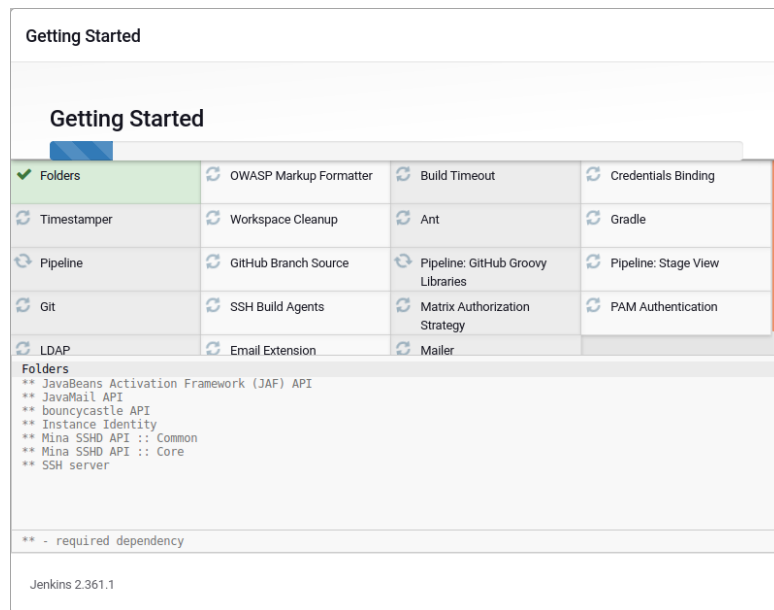 Getting Started
Getting Started
Folders
OWASP Markup Formatter
Build Timeout
Credentials Binding
Timestamper
Workspace Cleanup
Ant
Gradle
Pipeline
GitHub Branch Source
Pipeline: GitHub Groovy
Libraries
Pipeline: Stage View
Git
SSH Build Agents
Matrix Authorization
Strategy
PAM Authentication
LDAP
Email Extension
Mailer
Folders
** JavaBeans Activation Framework (JAF) API
** JavaMail API
** bouncycastle API
** Instance Identity
** Mina SSHD API :: Common
** Mina SSHD API :: Core
** SSH server
** - required dependency
Jenkins 2.361.1